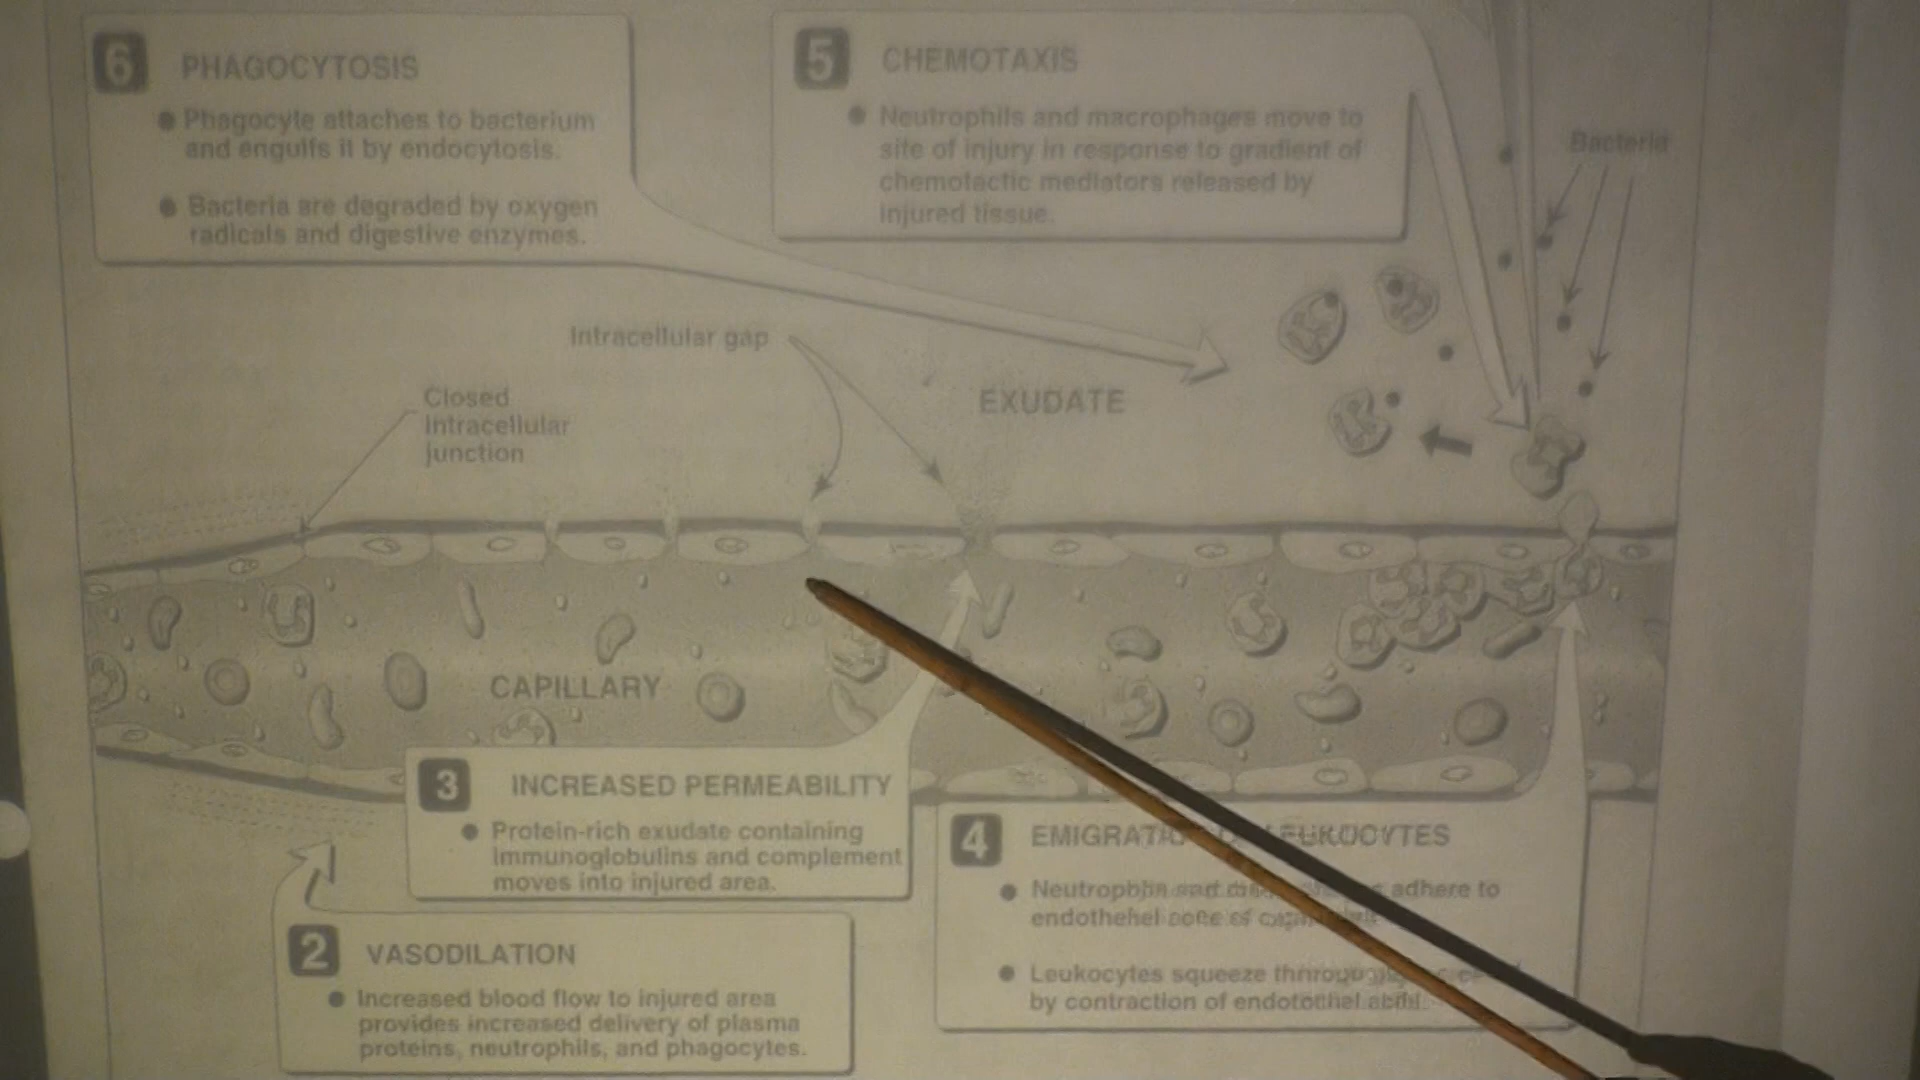 6 PHAGOCYTOSIS
● Phagocyte attaches to bacterium
and engulfs it by endocytosis.
● Bacteria are degraded by oxygen
radicals and digestive enzymes.
5 CHEMOTAXIS
● Neutrophils and macrophages move to
site of injury in response to gradient of
chemotactic mediators released by
injured tissue.
Bacteria
Intracellular gap
EXUDATE
Closed
intracellular
junction
CAPILLARY
3 INCREASED PERMEABILITY
● Protein-rich exudate containing
immunoglobulins and complement
moves into injured area.
4 LEUKOCYTES
● adhere to
● Leukocytes squeeze
by contraction of
2 VASODILATION
● Increased blood flow to injured area
provides increased delivery of plasma
proteins, neutrophils, and phagocytes.